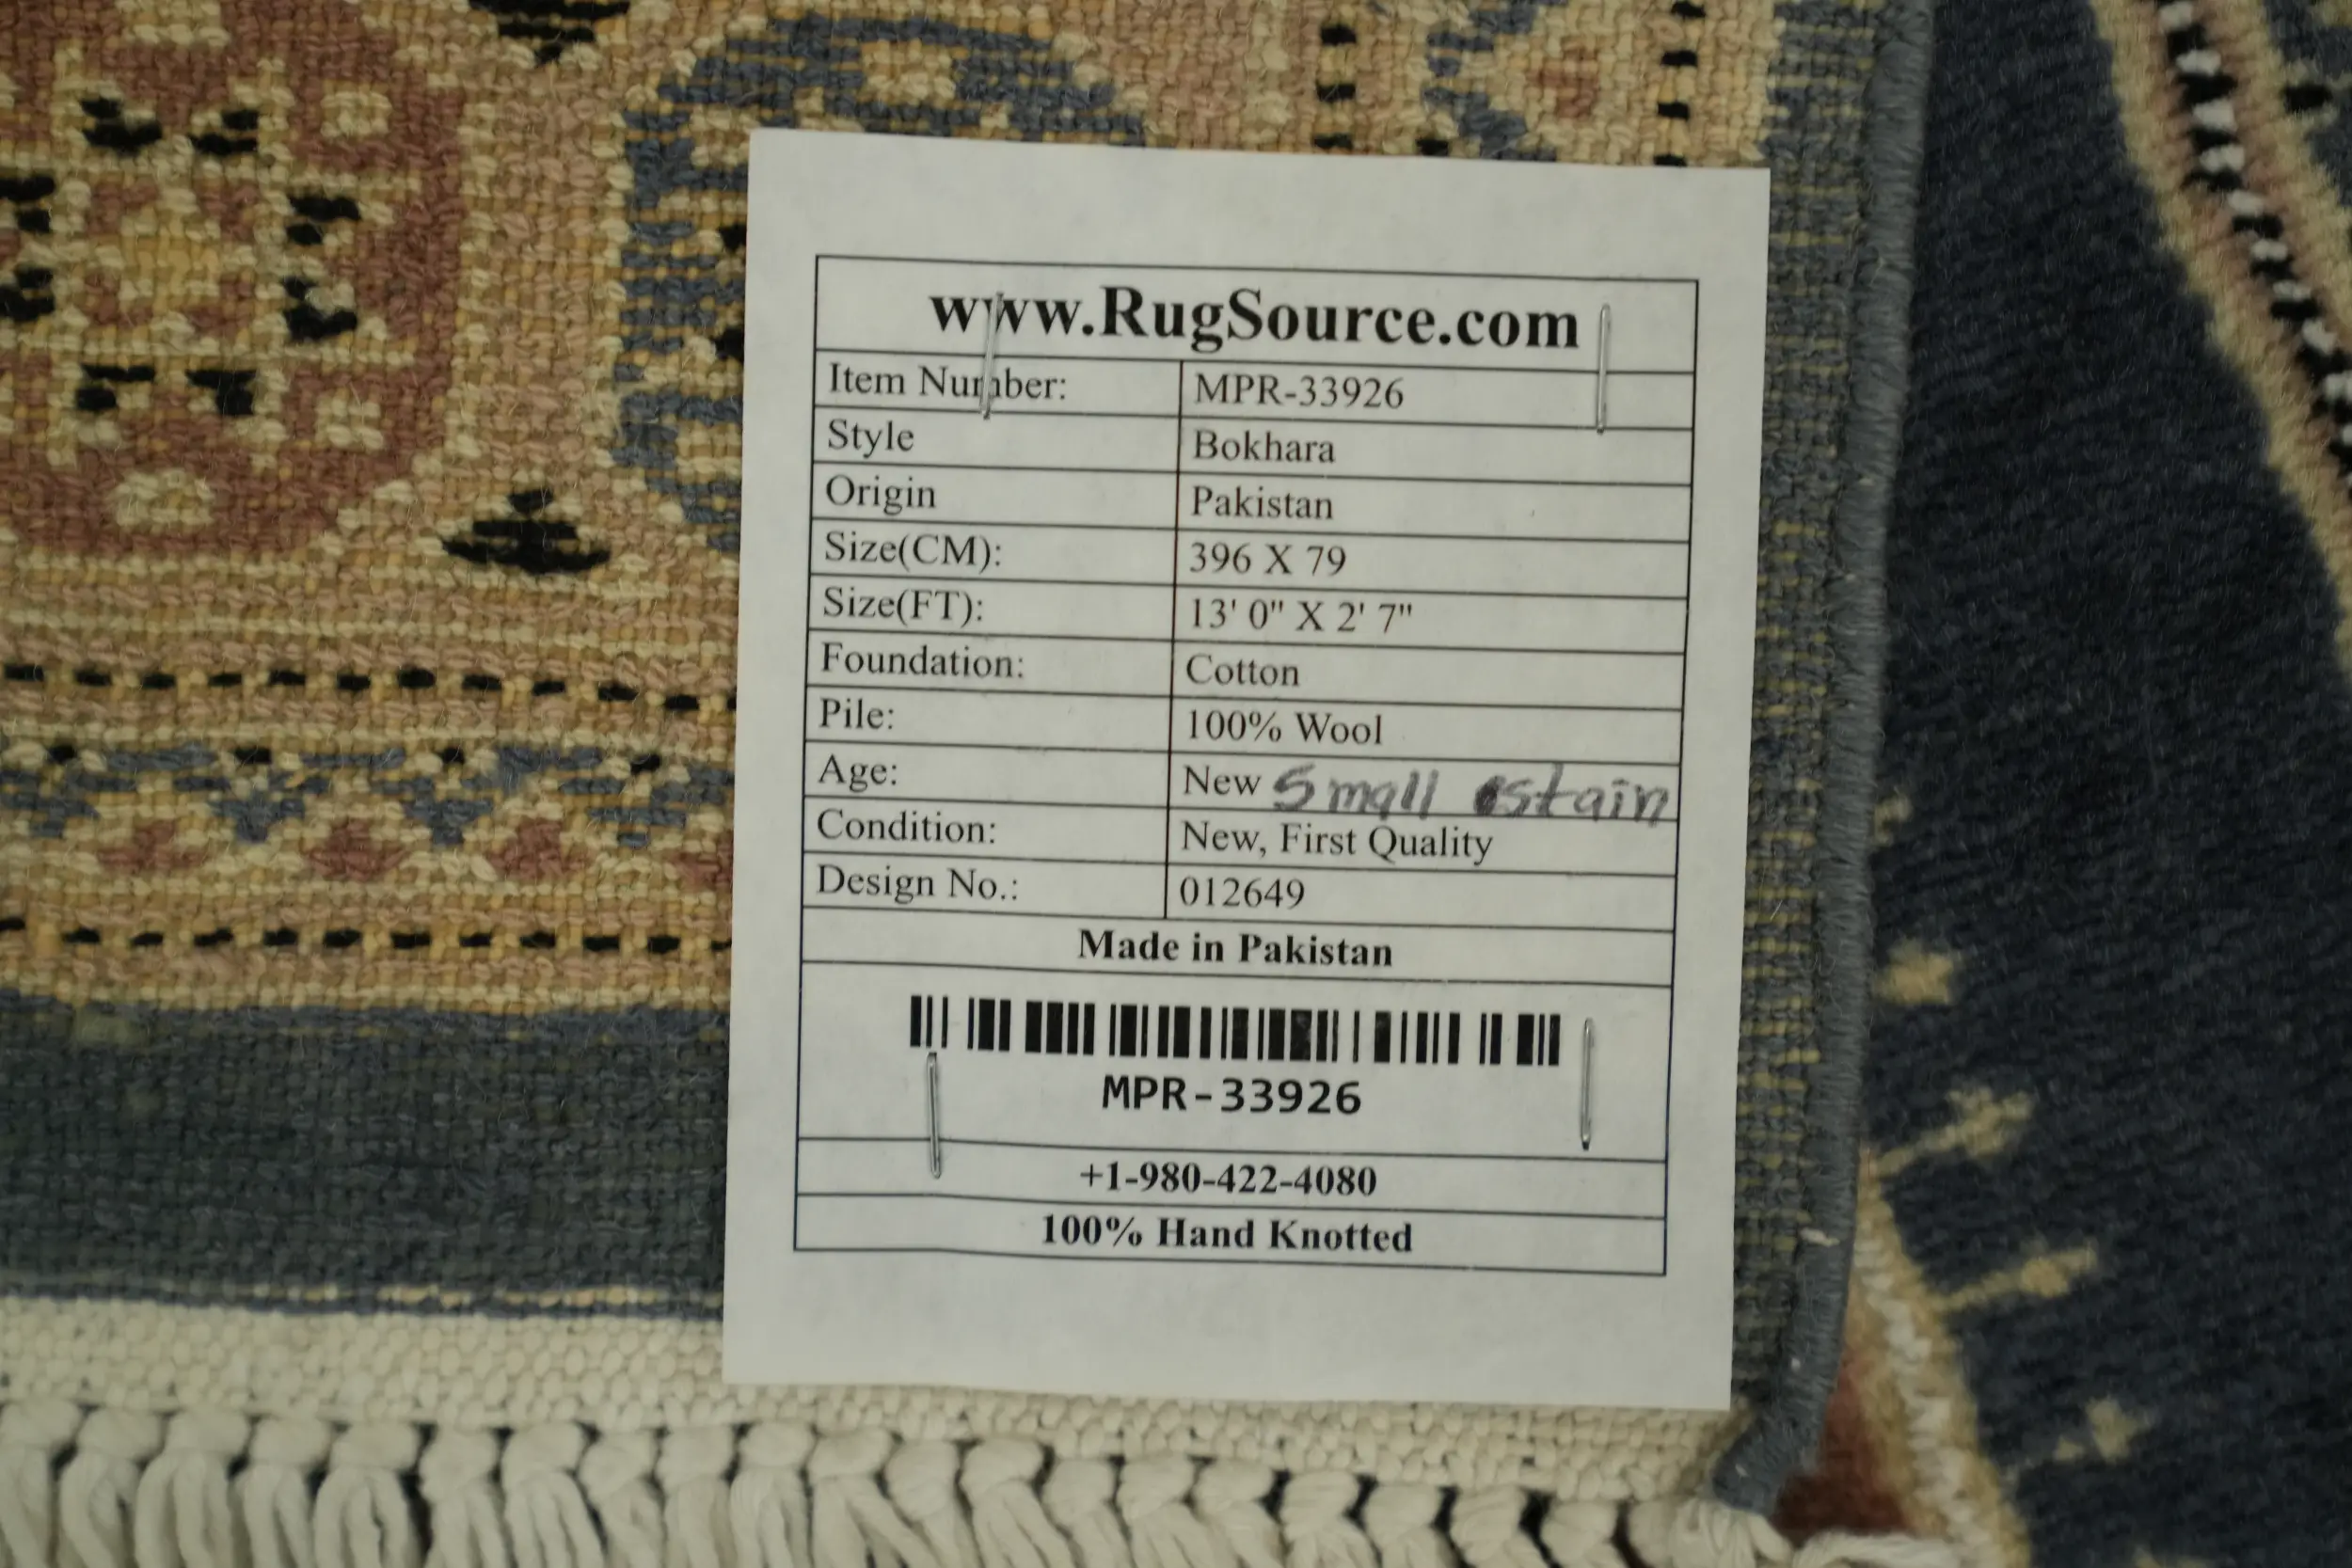 www.RugSource.com
Item Number: MPR-33926
Style Bokhara
Origin Pakistan
Size(CM): 396 X 79
Size(FT): 13' 0" X 2' 7"
Foundation: Cotton
Pile: 100% Wool
Age: New Small stain
Condition: New, First Quality
Design No.: 012649
Made in Pakistan
MPR-33926
+1-980-422-4080
100% Hand Knotted